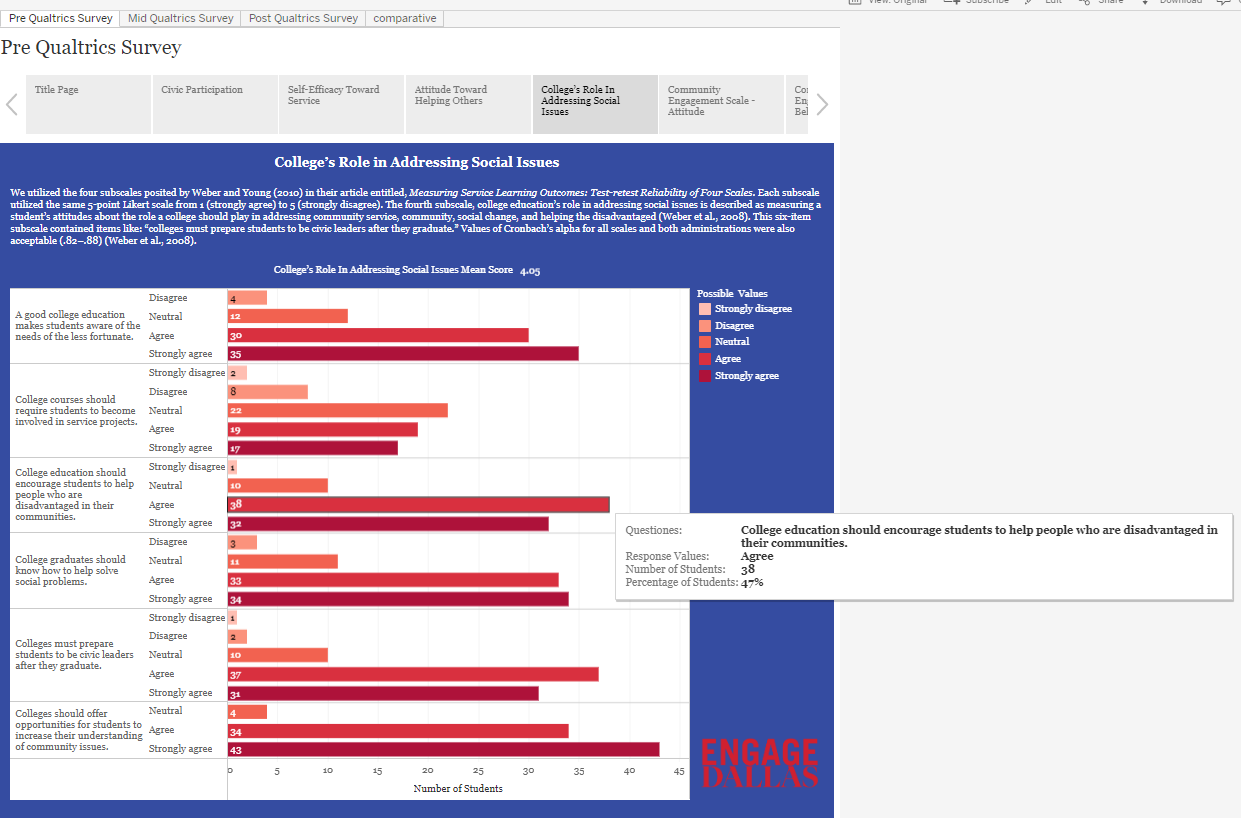 View: Original Subscribe Edit Share Download
Pre Qualtrics Survey Mid Qualtrics Survey Post Qualtrics Survey comparative
Pre Qualtrics Survey
Title Page
Civic Participation
Self-Efficacy Toward
Service
Attitude Toward
Helping Others
College's Role In
Addressing Social
Issues
Community
Engagement Scale -
Attitude
College's Role in Addressing Social Issues
We utilized the four subscales posited by Weber and Young (2010) in their article entitled, Measuring Service Learning Outcomes: Test-retest Reliability of Four Scales. Each subscale
utilized the same 5-point Likert scale from 1 (strongly agree) to 5 (strongly disagree). The fourth subscale, college education's role in addressing social issues is described as measuring a
student's attitudes about the role a college should play in addressing community service, community, social change, and helping the disadvantaged (Weber et al., 2008). This six-item
subscale contained items like: "colleges must prepare students to be civic leaders after they graduate." Values of Cronbach's alpha for all scales and both administrations were also
acceptable (.82–.88) (Weber et al., 2008).
College's Role In Addressing Social Issues Mean Score 4.05
A good college education
makes students aware of the
needs of the less fortunate.
Disagree 4
Neutral 12
Agree 30
Strongly agree 35
College courses should
require students to become
involved in service projects.
Strongly disagree 2
Disagree 8
Neutral 22
Agree 19
Strongly agree 17
College education should
encourage students to help
people who are
disadvantaged in their
communities.
Strongly disagree 1
Neutral 10
Agree 38
Strongly agree 32
College graduates should
know how to help solve
social problems.
Disagree 3
Neutral 11
Agree 33
Strongly agree 34
Colleges must prepare
students to be civic leaders
after they graduate.
Strongly disagree 1
Disagree 2
Neutral 10
Agree 37
Strongly agree 31
Colleges should offer
opportunities for students to
increase their understanding
of community issues.
Neutral 4
Agree 34
Strongly agree 43
0 5 10 15 20 25 30 35 40 45
Number of Students
Possible Values
Strongly disagree
Disagree
Neutral
Agree
Strongly agree
Questiones: College education should encourage students to help people who are disadvantaged in
their communities.
Response Values: Agree
Number of Students: 38
Percentage of Students: 47%
ENGAGE
DALLAS